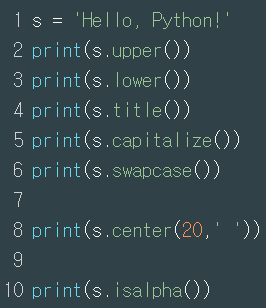 1 s = 'Hello, Python!'
2 print(s.upper())
3 print(s.lower())
4 print(s.title())
5 print(s.capitalize())
6 print(s.swapcase())
7
8 print(s.center(20,' '))
9
10 print(s.isalpha())